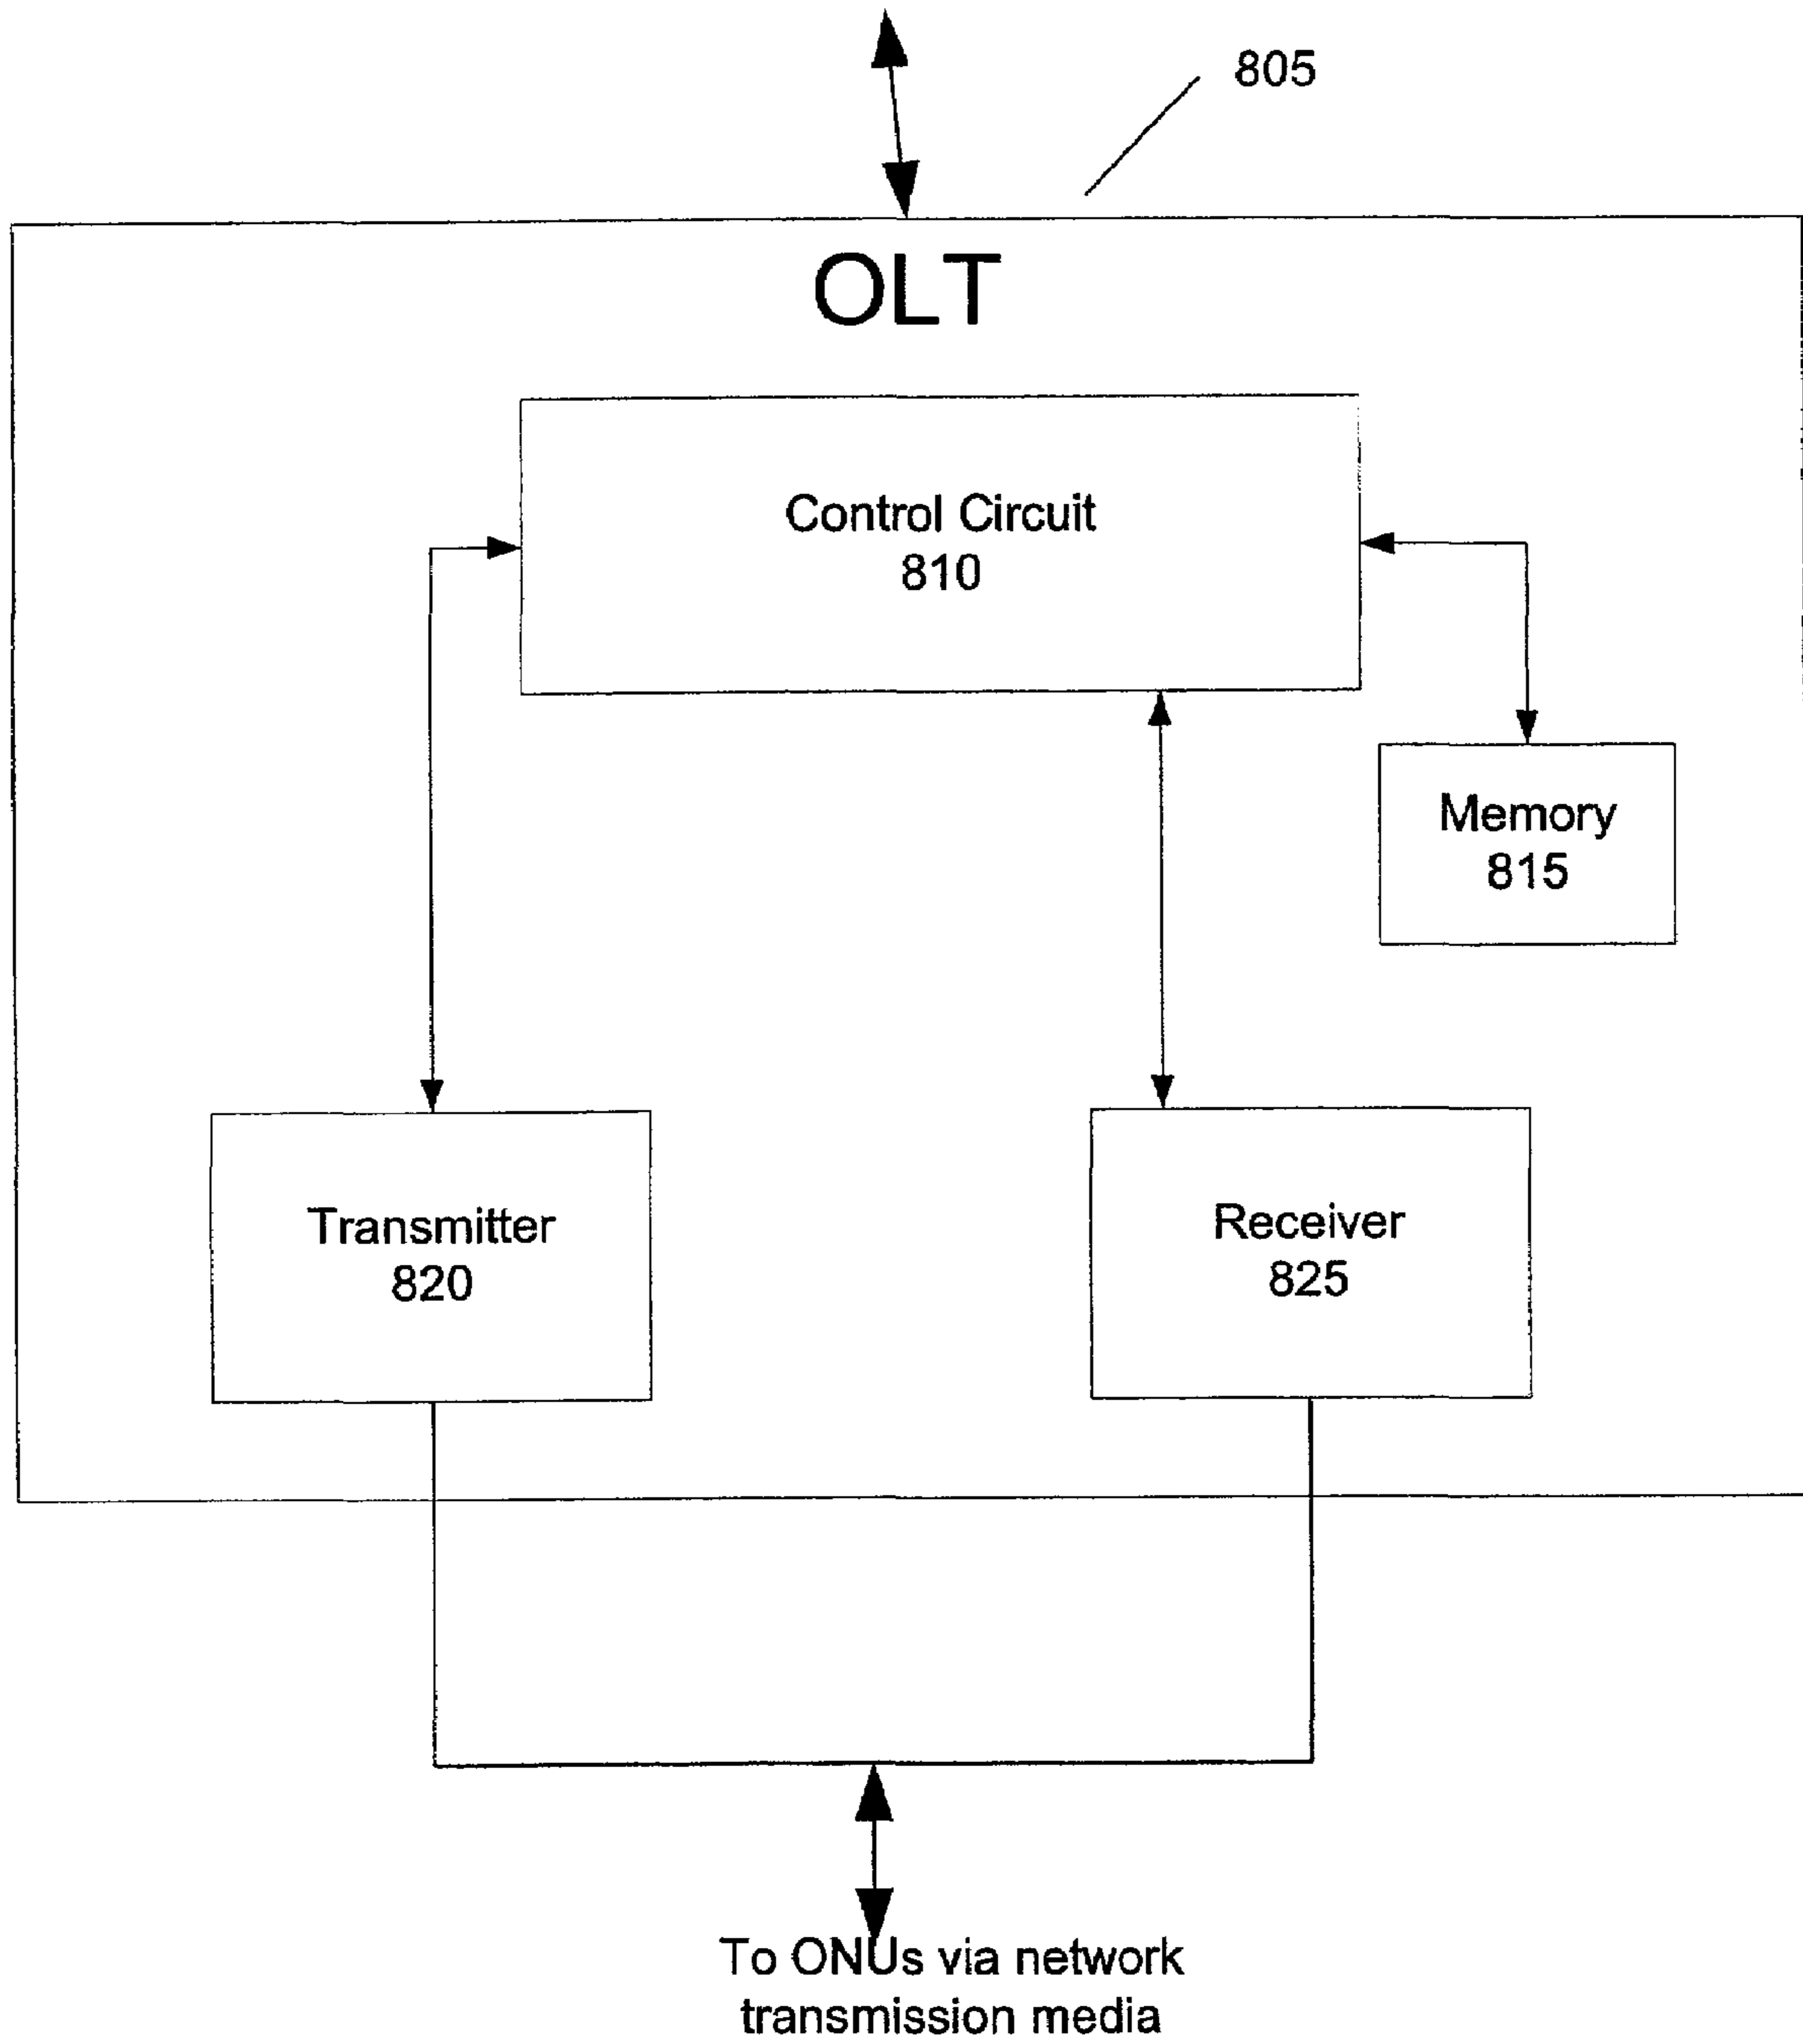 805
OLT
Control Circuit
810
Memory
815
Transmitter
820
Receiver
825
To ONUs via network
transmission media